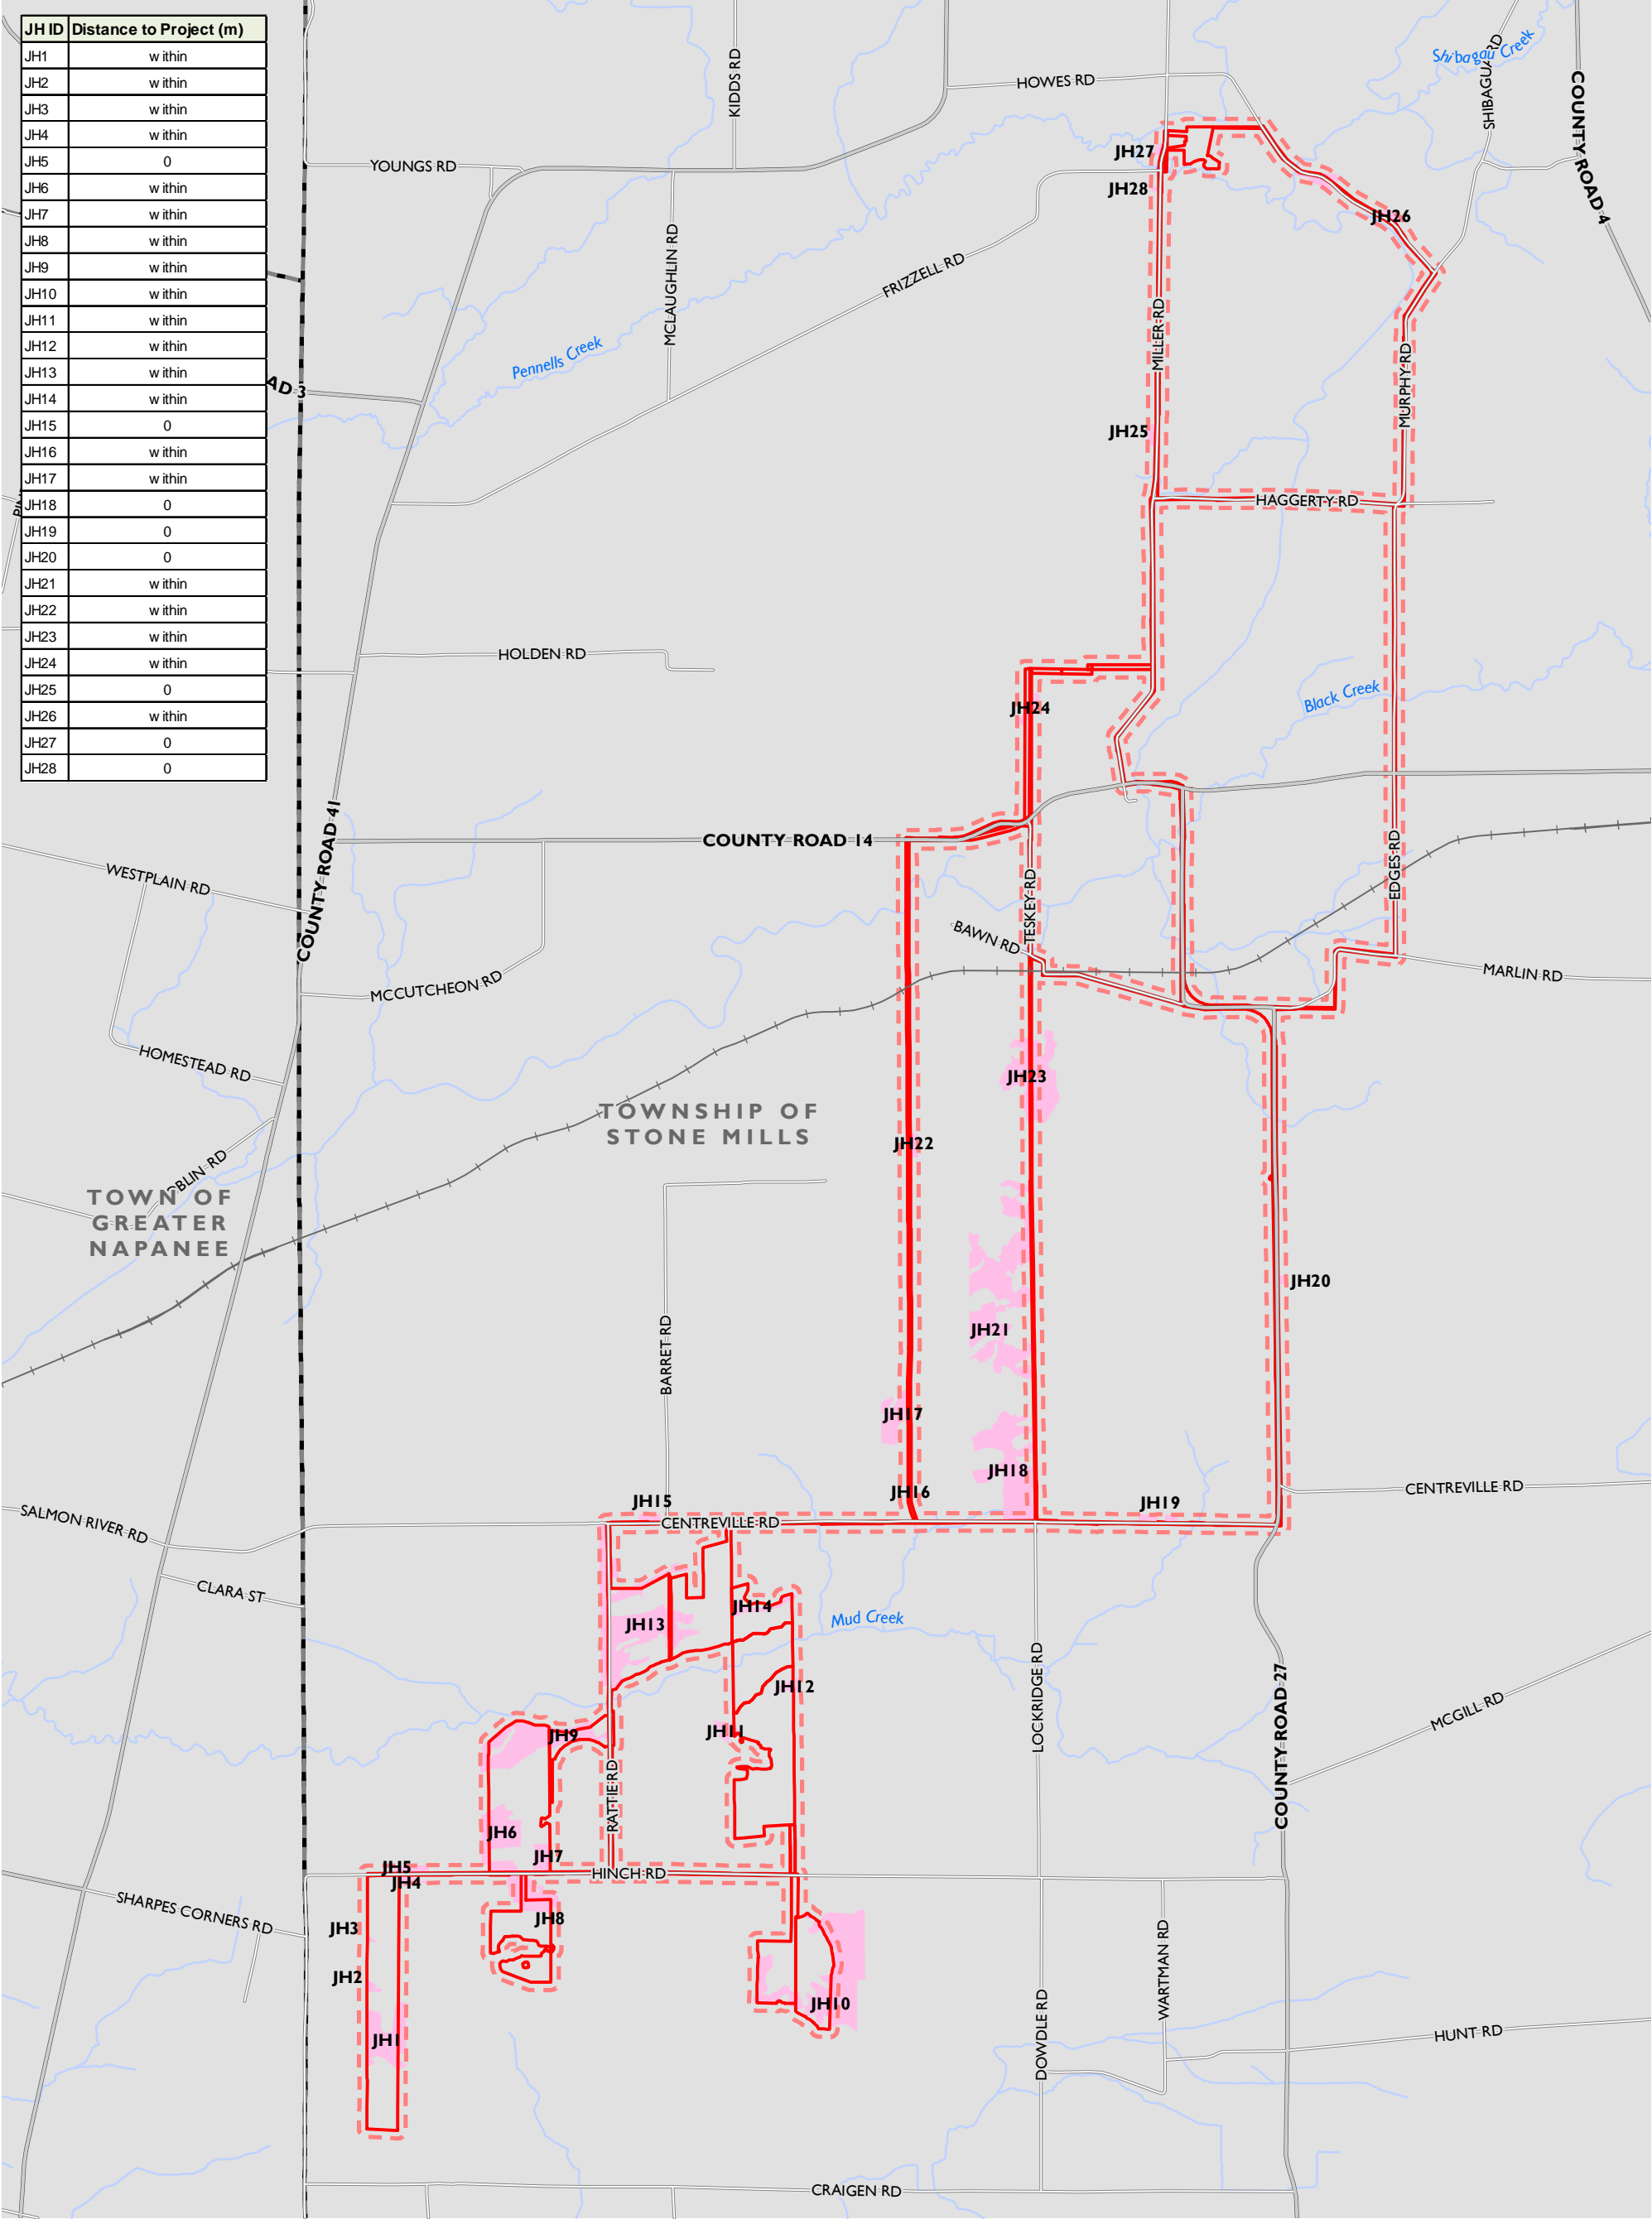 JH ID Distance to Project (m)
JH1 within
JH2 within
JH3 within
JH4 within
JH5 0
JH6 within
JH7 within
JH8 within
JH9 within
JH10 within
JH11 within
JH12 within
JH13 within
JH14 within
JH15 0
JH16 within
JH17 within
JH18 0
JH19 0
JH20 0
JH21 within
JH22 within
JH23 within
JH24 within
JH25 0
JH26 within
JH27 0
JH28 0
KIDDS RD
HOWES RD
Shibagau Creek
SHIBAGUA RD
COUNTY ROAD 4
YOUNGS RD
JH27
JH28
JH26
MCLAUGHLIN RD
FRIZZELL RD
MILLER RD
Pennells Creek
MURPHY RD
AD 3
JH25
HAGGERTY RD
HOLDEN RD
Black Creek
JH24
COUNTY ROAD 41
COUNTY ROAD 14
WESTPLAIN RD
TESKEY RD
EDGES RD
BAWN RD
MCCUTCHEON RD
MARLIN RD
HOMESTEAD RD
JH23
TOWNSHIP OF
STONE MILLS
JH22
OBLIN RD
TOWN OF
GREATER
NAPANEE
JH20
BARRET RD
JH21
JH17
JH18
JH16
JH15
JH19
CENTREVILLE RD
SALMON RIVER RD
CENTREVILLE RD
CLARA ST
JH14
JH13
Mud Creek
LOCKRIDGE RD
JH12
COUNTY ROAD 27
MCGILL RD
JH11
JH9
RATTIE RD
JH6
JH7
JH5
HINCH RD
JH4
SHARPES CORNERS RD
JH3
JH8
JH2
WARTMAN RD
JH10
JH1
DOWDLE RD
HUNT RD
CRAIGEN RD